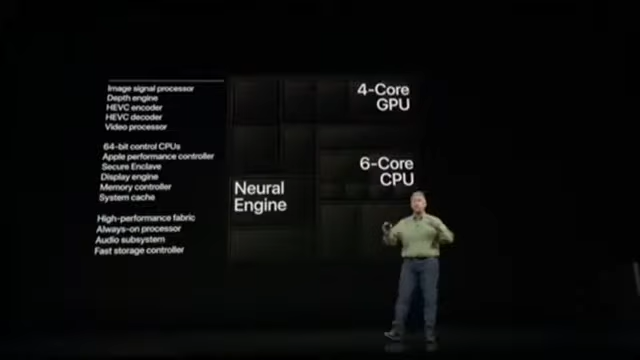 Image signal processor
Depth engine
HEVC encoder
HEVC decoder
Video processor
64-bit control CPUs
Apple performance controller
Secure Enclave
Display engine
Memory controller
System cache
High-performance fabric
Always-on processor
Audio subsystem
Fast storage controller
4-Core
GPU
6-Core
CPU
Neural
Engine